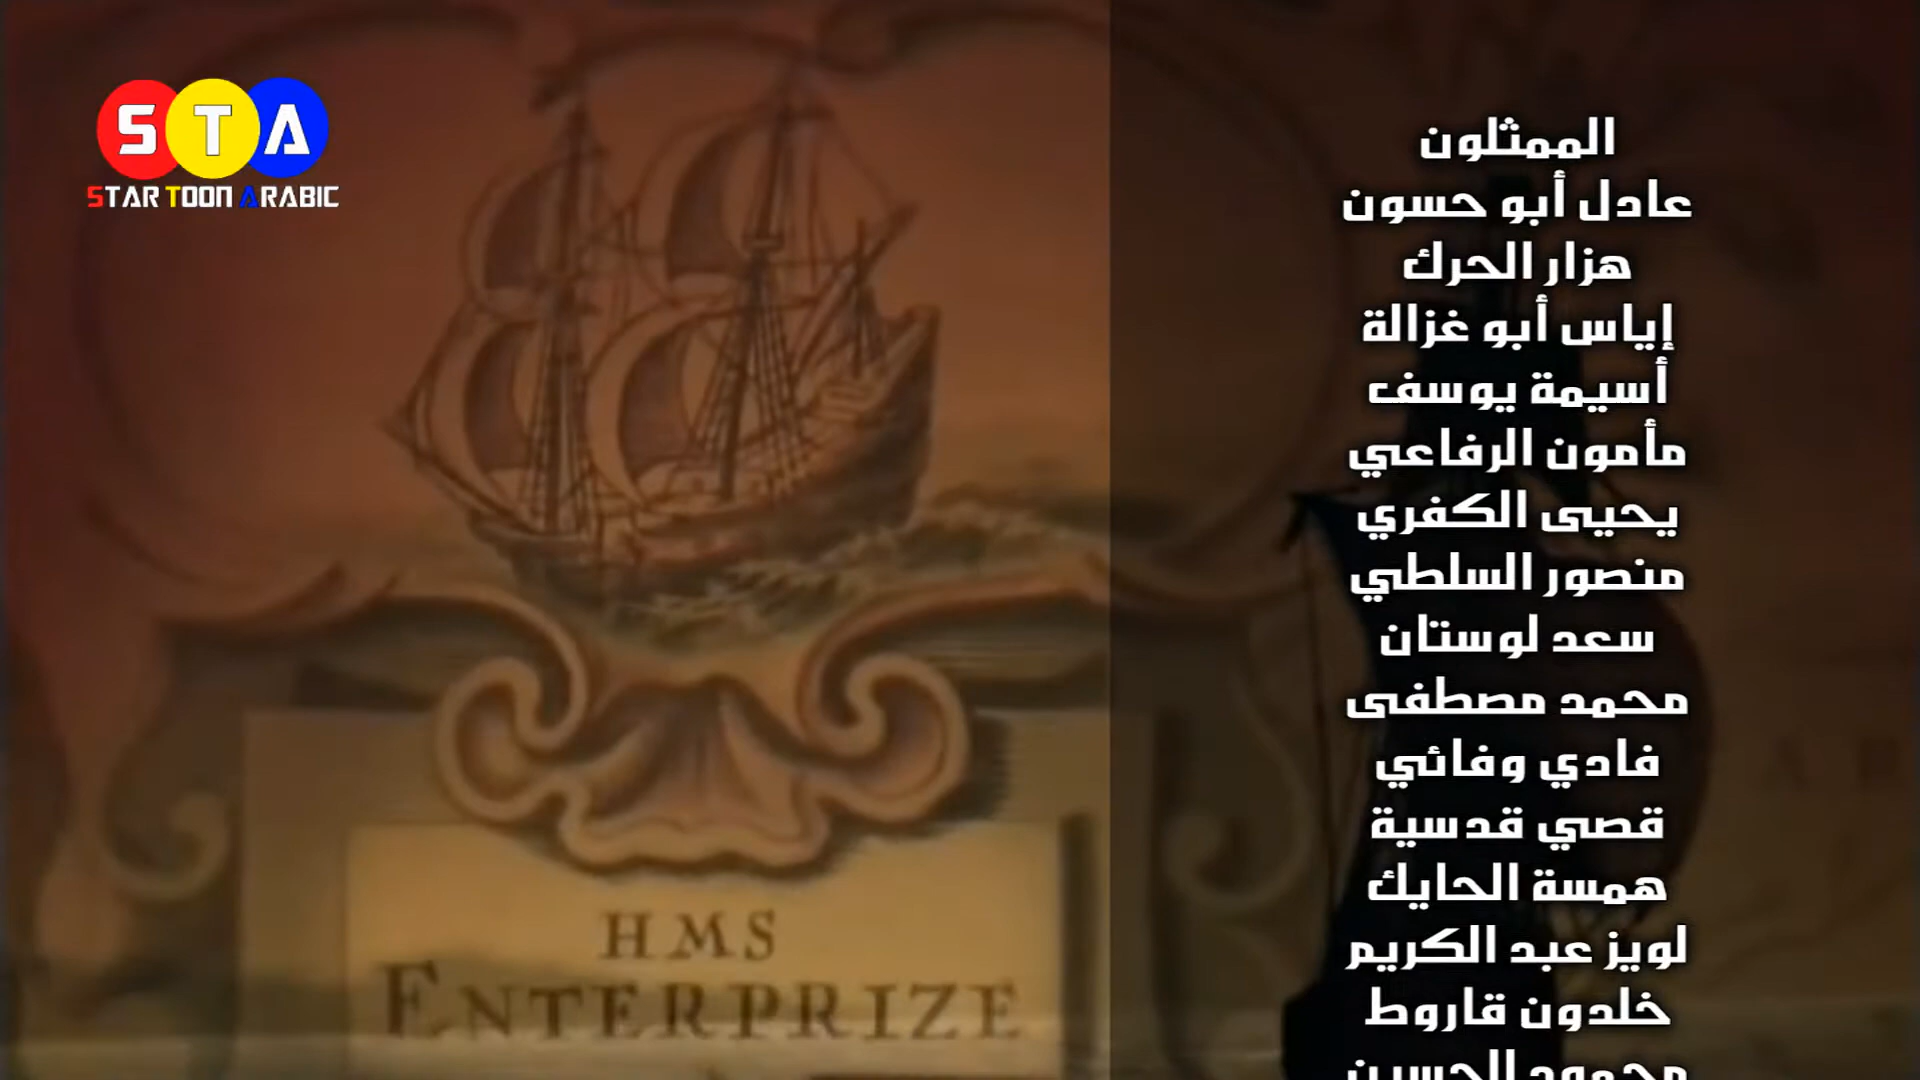 STA
STAR TOON ARABIC
الممثلون
عادل أبو حسون
هزار الحرك
إياس أبو غزالة
أسيمة يوسف
مأمون الرفاعي
يحيى الكفري
منصور السلطي
سعد لوستان
محمد مصطفى
فادي وفائي
قصي قدسية
همسة الحايك
لويز عبد الكريم
خلدون قاروط
محمود الحسين
HMS
ENTERPRIZE